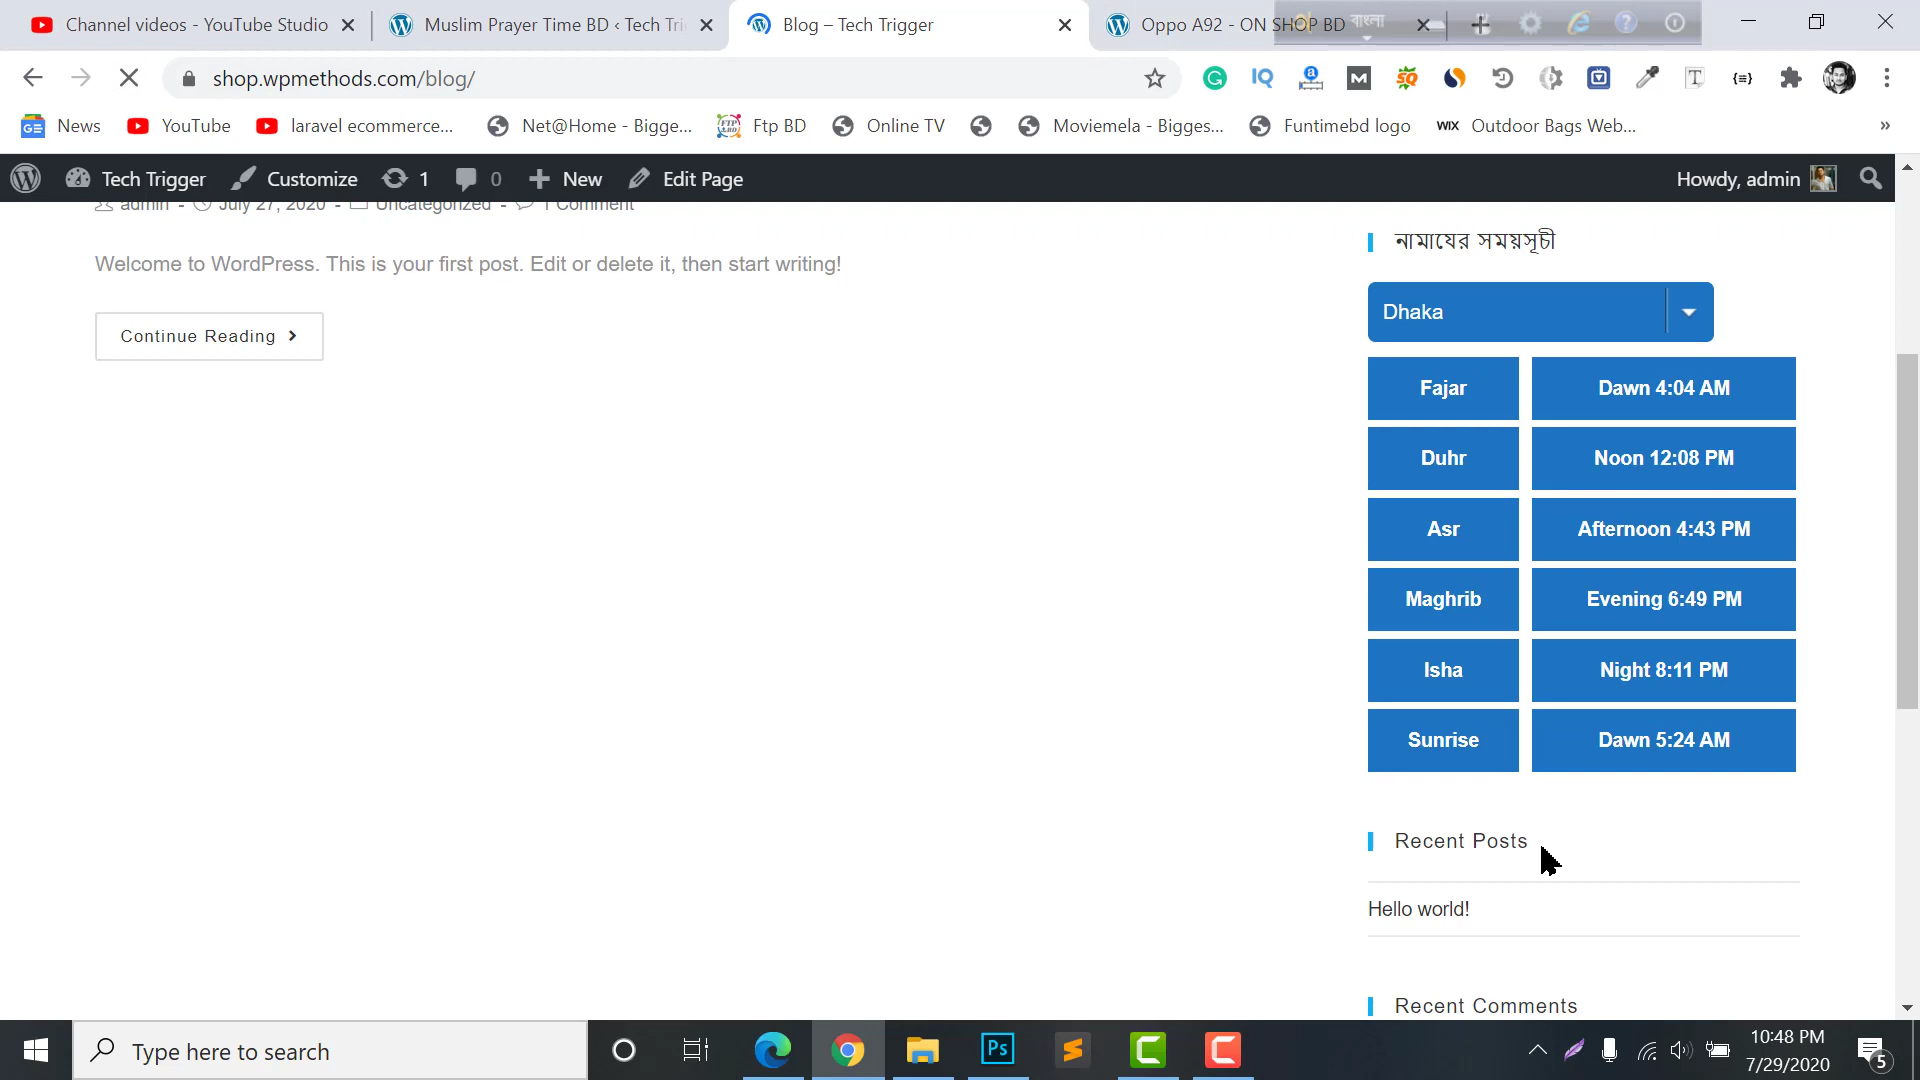 Channel videos - YouTube Studio
Muslim Prayer Time BD ‹ Tech Tri
Blog – Tech Trigger
Oppo A92 - ON SHOP BD
বাংলা
shop.wpmethods.com/blog/
News
YouTube
laravel ecommerce...
Net@Home - Bigge...
Ftp BD
Online TV
Moviemela - Bigges...
Funtimebd logo
WIX
Outdoor Bags Web...
Tech Trigger
Customize
1
0
New
Edit Page
Howdy, admin
admin - July 27, 2020 - Uncategorized - 1 Comment
Welcome to WordPress. This is your first post. Edit or delete it, then start writing!
Continue Reading
নামাযের সময়সূচী
Dhaka
Fajar Dawn 4:04 AM
Duhr Noon 12:08 PM
Asr Afternoon 4:43 PM
Maghrib Evening 6:49 PM
Isha Night 8:11 PM
Sunrise Dawn 5:24 AM
Recent Posts
Hello world!
Recent Comments
Type here to search
Ps
10:48 PM
7/29/2020
5